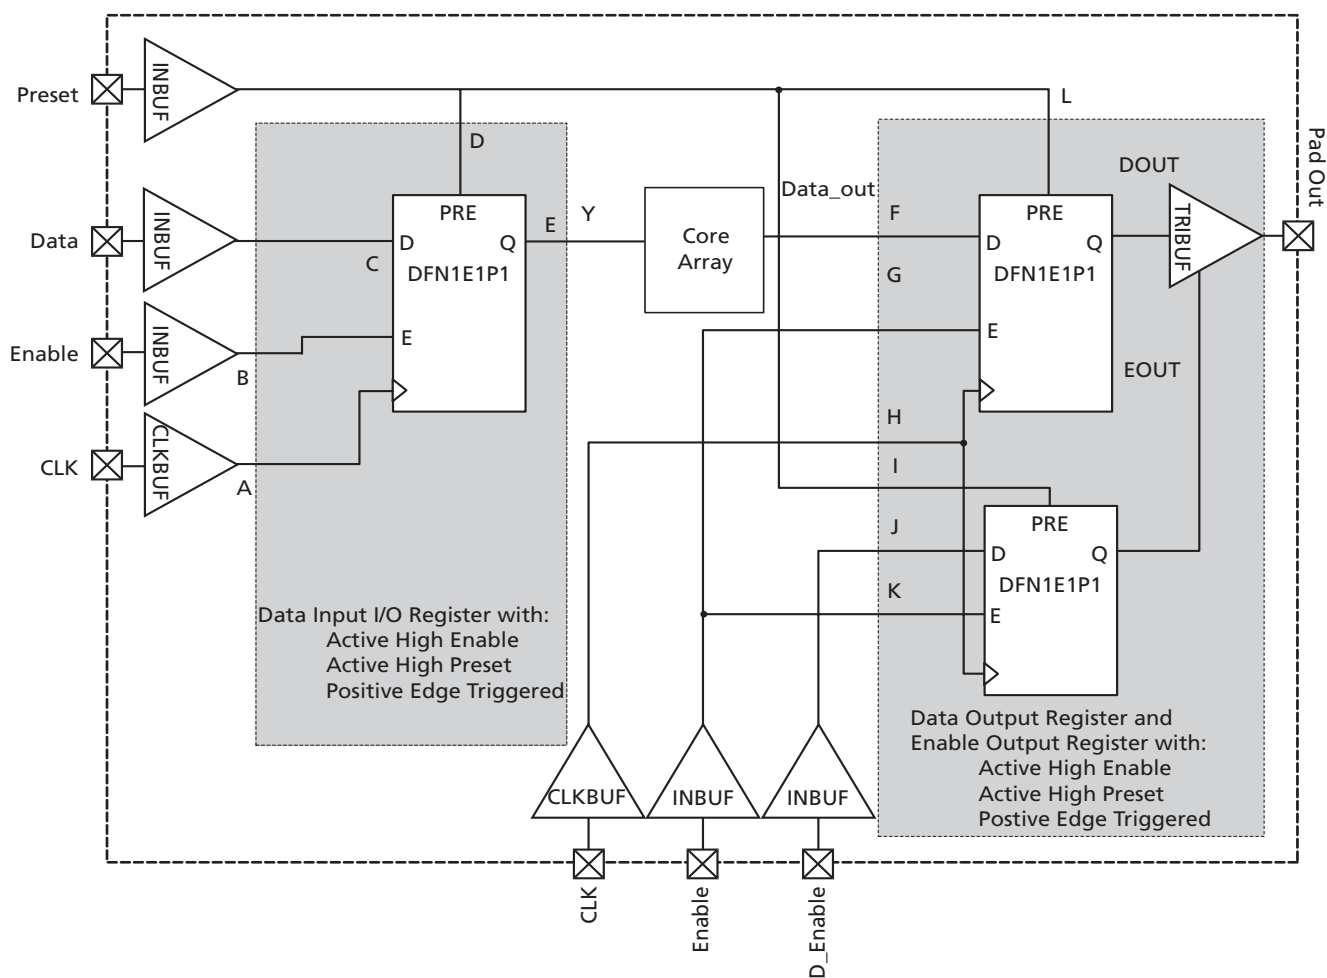 Preset
INBUF
L
D
Pad Out
DOUT
Data
INBUF
PRE
D
Q
DFN1E1P1
C
E
E
Y
Core
Array
Data_out
F
G
PRE
D
Q
DFN1E1P1
E
TRIBUF
EOUT
Enable
INBUF
B
CLK
CLKBUF
A
H
I
J
K
PRE
D
Q
DFN1E1P1
E
Data Input I/O Register with:
Active High Enable
Active High Preset
Positive Edge Triggered
Data Output Register and
Enable Output Register with:
Active High Enable
Active High Preset
Postive Edge Triggered
CLKBUF
INBUF
INBUF
CLK
Enable
D_Enable